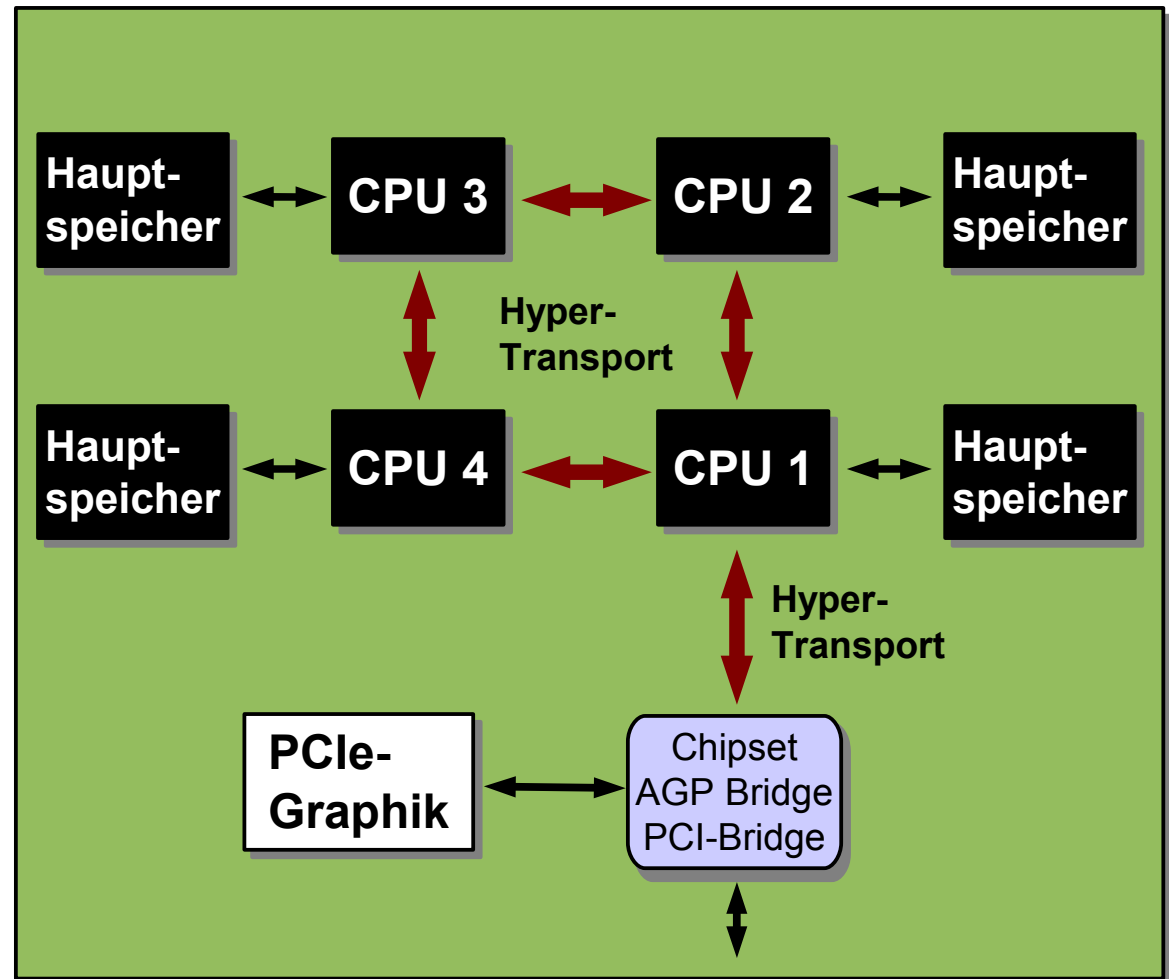 Haupt-
speicher
CPU 3
CPU 2
Haupt-
speicher
Hyper-
Transport
Haupt-
speicher
CPU 4
CPU 1
Haupt-
speicher
Hyper-
Transport
PCIe-
Graphik
Chipset
AGP Bridge
PCI-Bridge